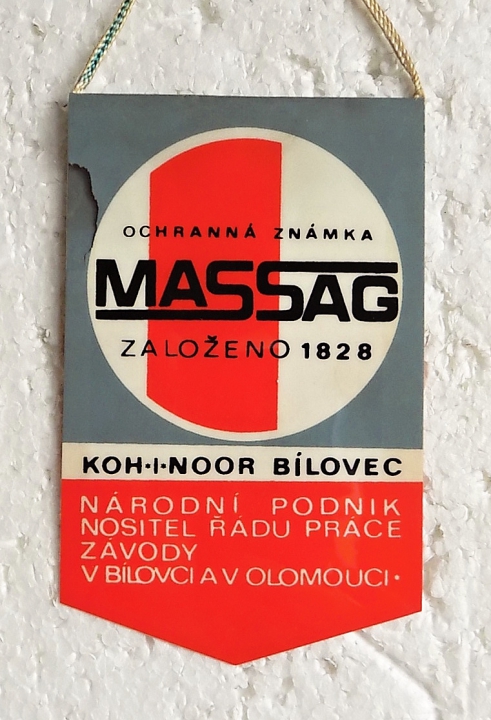 OCHRANNÁ ZNÁMKA
MASSAG
ZALOŽENO 1828
KOH·I·NOOR BÍLOVEC
NÁRODNÍ PODNIK
NOSITEL ŘÁDU PRÁCE
ZÁVODY
V BÍLOVCI A V OLOMOUCI·